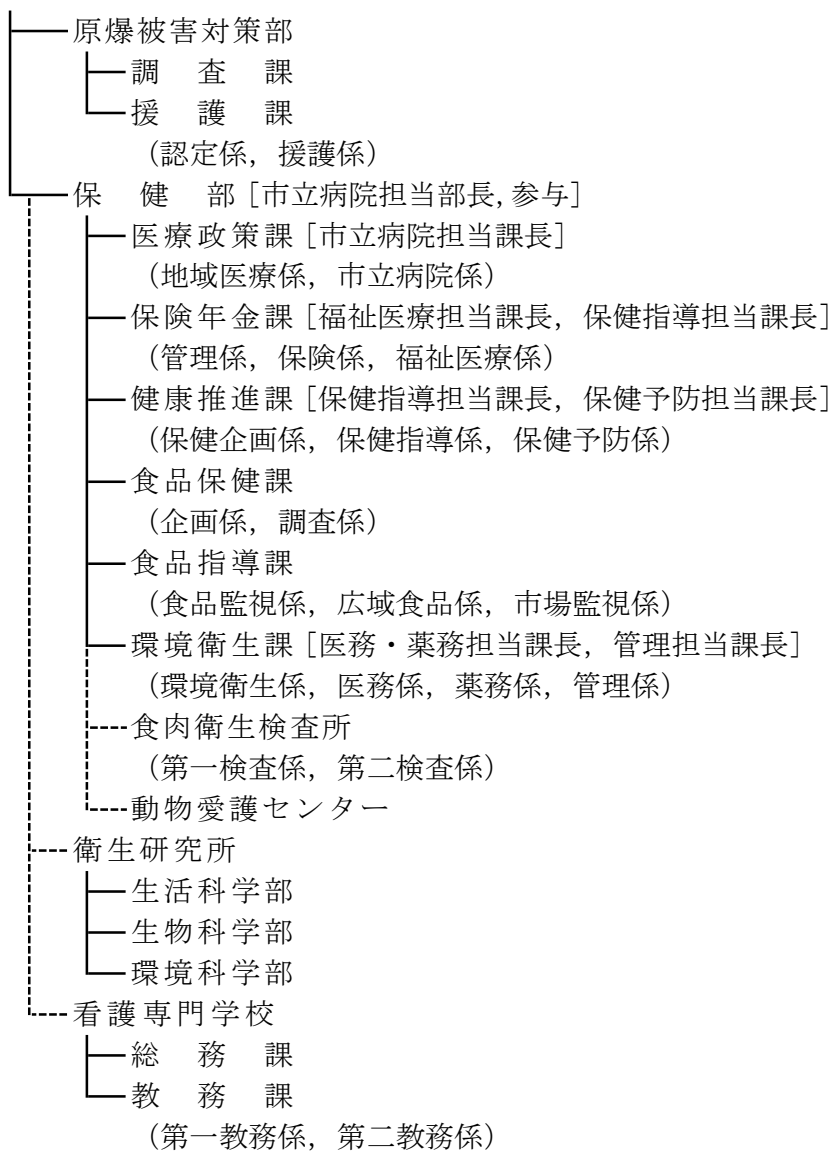 原爆被害対策部
調　査　課
援　護　課
（認定係，援護係）
保　健　部［市立病院担当部長，参与］
医療政策課［市立病院担当課長］
（地域医療係，市立病院係）
保険年金課［福祉医療担当課長，保健指導担当課長］
（管理係，保険係，福祉医療係）
健康推進課［保健指導担当課長，保健予防担当課長］
（保健企画係，保健指導係，保健予防係）
食品保健課
（企画係，調査係）
食品指導課
（食品監視係，広域食品係，市場監視係）
環境衛生課［医務・薬務担当課長，管理担当課長］
（環境衛生係，医務係，薬務係，管理係）
食肉衛生検査所
（第一検査係，第二検査係）
動物愛護センター
衛生研究所
生活科学部
生物科学部
環境科学部
看護専門学校
総　務　課
教　務　課
（第一教務係，第二教務係）